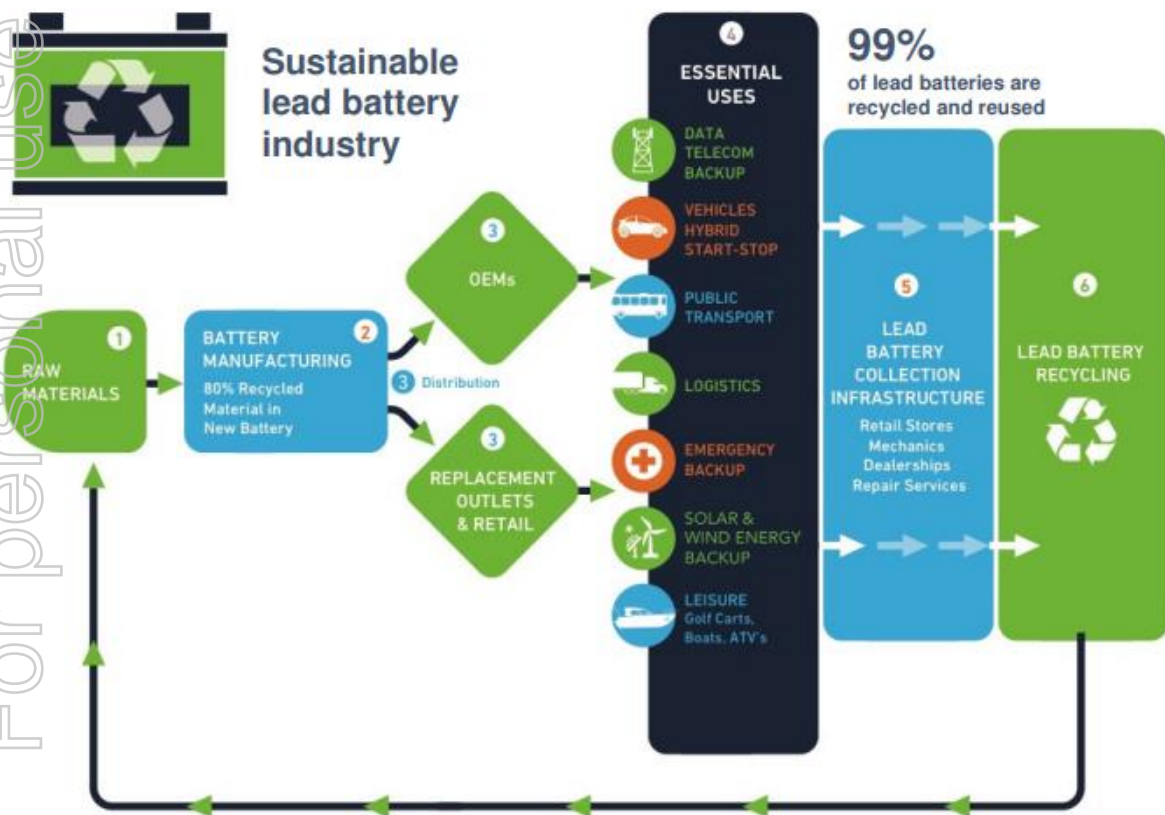 For personal use
Sustainable
lead battery
industry
1
RAW
MATERIALS
2
BATTERY
MANUFACTURING
80% Recycled
Material in
New Battery
3 Distribution
3
OEMs
3
REPLACEMENT
OUTLETS
& RETAIL
4
ESSENTIAL
USES
DATA
TELECOM
BACKUP
VEHICLES
HYBRID
START-STOP
PUBLIC
TRANSPORT
LOGISTICS
EMERGENCY
BACKUP
SOLAR &
WIND ENERGY
BACKUP
LEISURE
Golf Carts,
Boats, ATV's
99%
of lead batteries are
recycled and reused
5
LEAD
BATTERY
COLLECTION
INFRASTRUCTURE
Retail Stores
Mechanics
Dealerships
Repair Services
6
LEAD BATTERY
RECYCLING